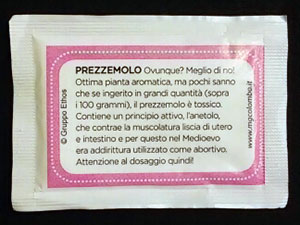 PREZZEMOLO Ovunque? Meglio di no!
Ottima pianta aromatica, ma pochi sanno
che se ingerito in grandi quantità (sopra
i 100 grammi), il prezzemolo è tossico.
Contiene un principio attivo, l'anetolo,
che contrae la muscolatura liscia di utero
e intestino e per questo nel Medioevo
era addirittura utilizzato come abortivo.
Attenzione al dosaggio quindi!
© Gruppo Ethos
www.mgcolombo.it